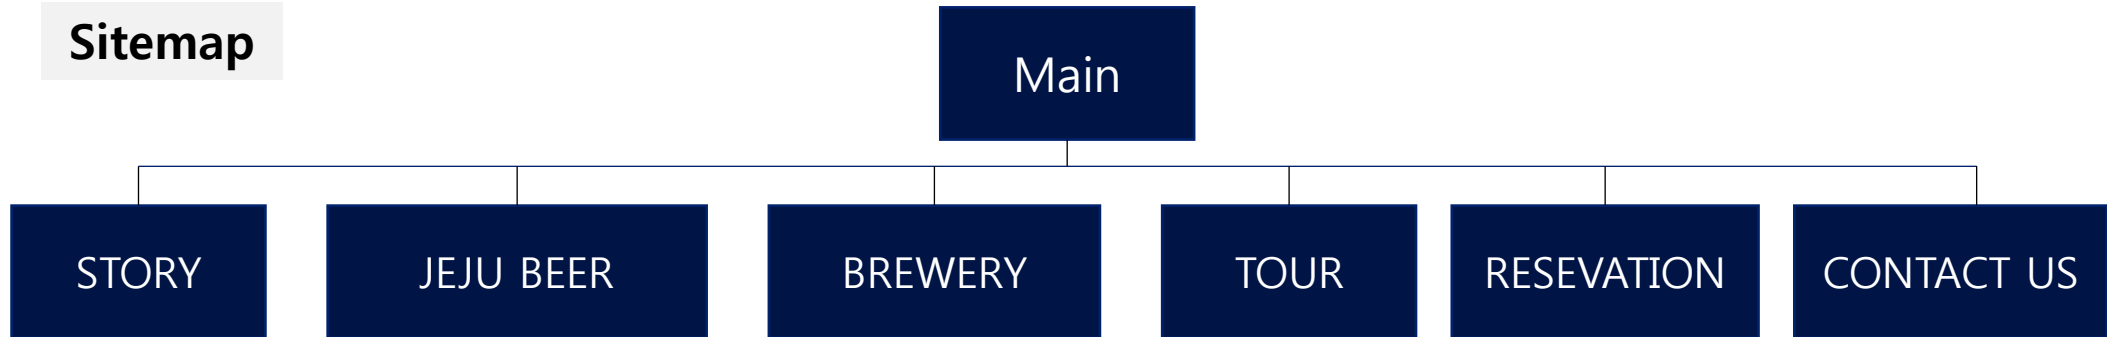 Sitemap
Main
STORY
JEJU BEER
BREWERY
TOUR
RESEVATION
CONTACT US